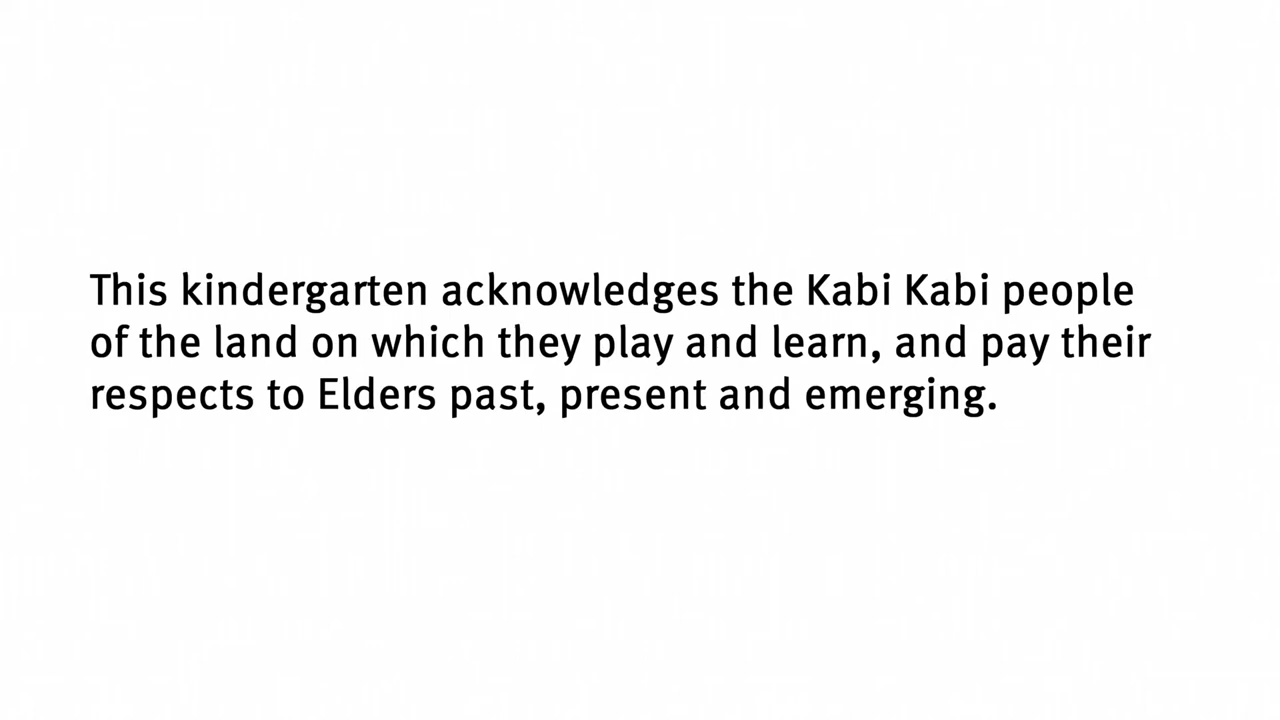 This kindergarten acknowledges the Kabi Kabi people
of the land on which they play and learn, and pay their
respects to Elders past, present and emerging.